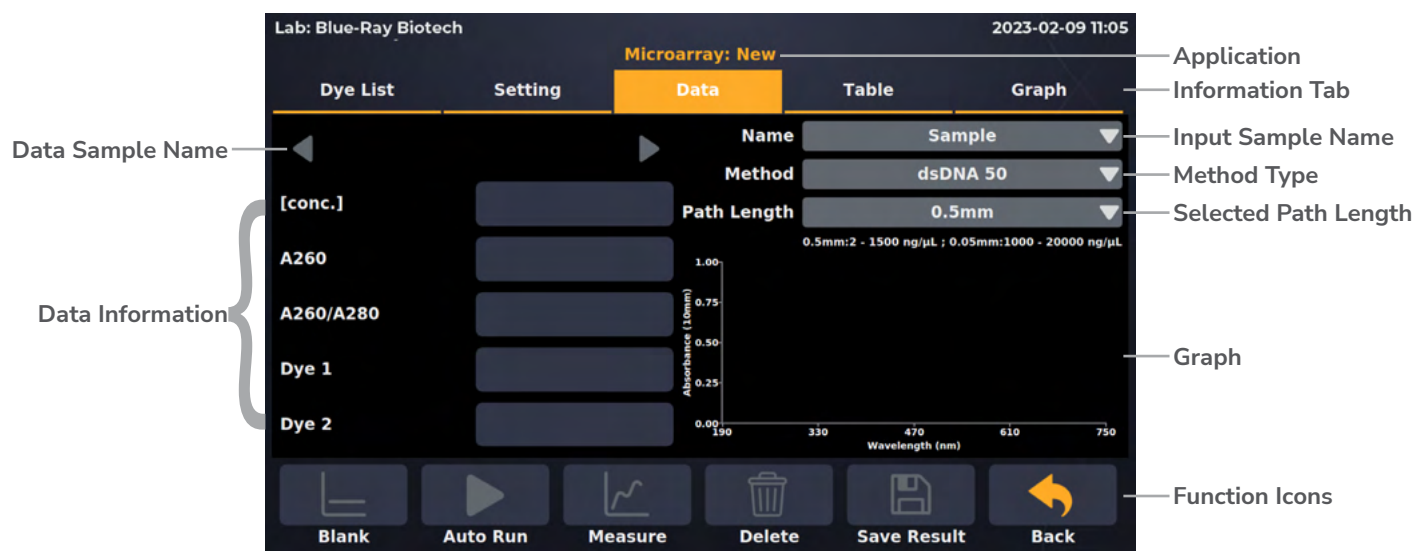 Lab: Blue-Ray Biotech
2023-02-09 11:05
Microarray: New
Application
Dye List
Setting
Data
Table
Graph
Information Tab
Data Sample Name
Name
Sample
Input Sample Name
Method
dsDNA 50
Method Type
[conc.]
Path Length
0.5mm
Selected Path Length
0.5mm:2 - 1500 ng/µL ; 0.05mm:1000 - 20000 ng/µL
A260
A260/A280
Dye 1
Dye 2
Data Information
1.00
0.75
0.50
0.25
0.00
Absorbance (10mm)
190
330
470
610
750
Wavelength (nm)
Graph
Blank
Auto Run
Measure
Delete
Save Result
Back
Function Icons